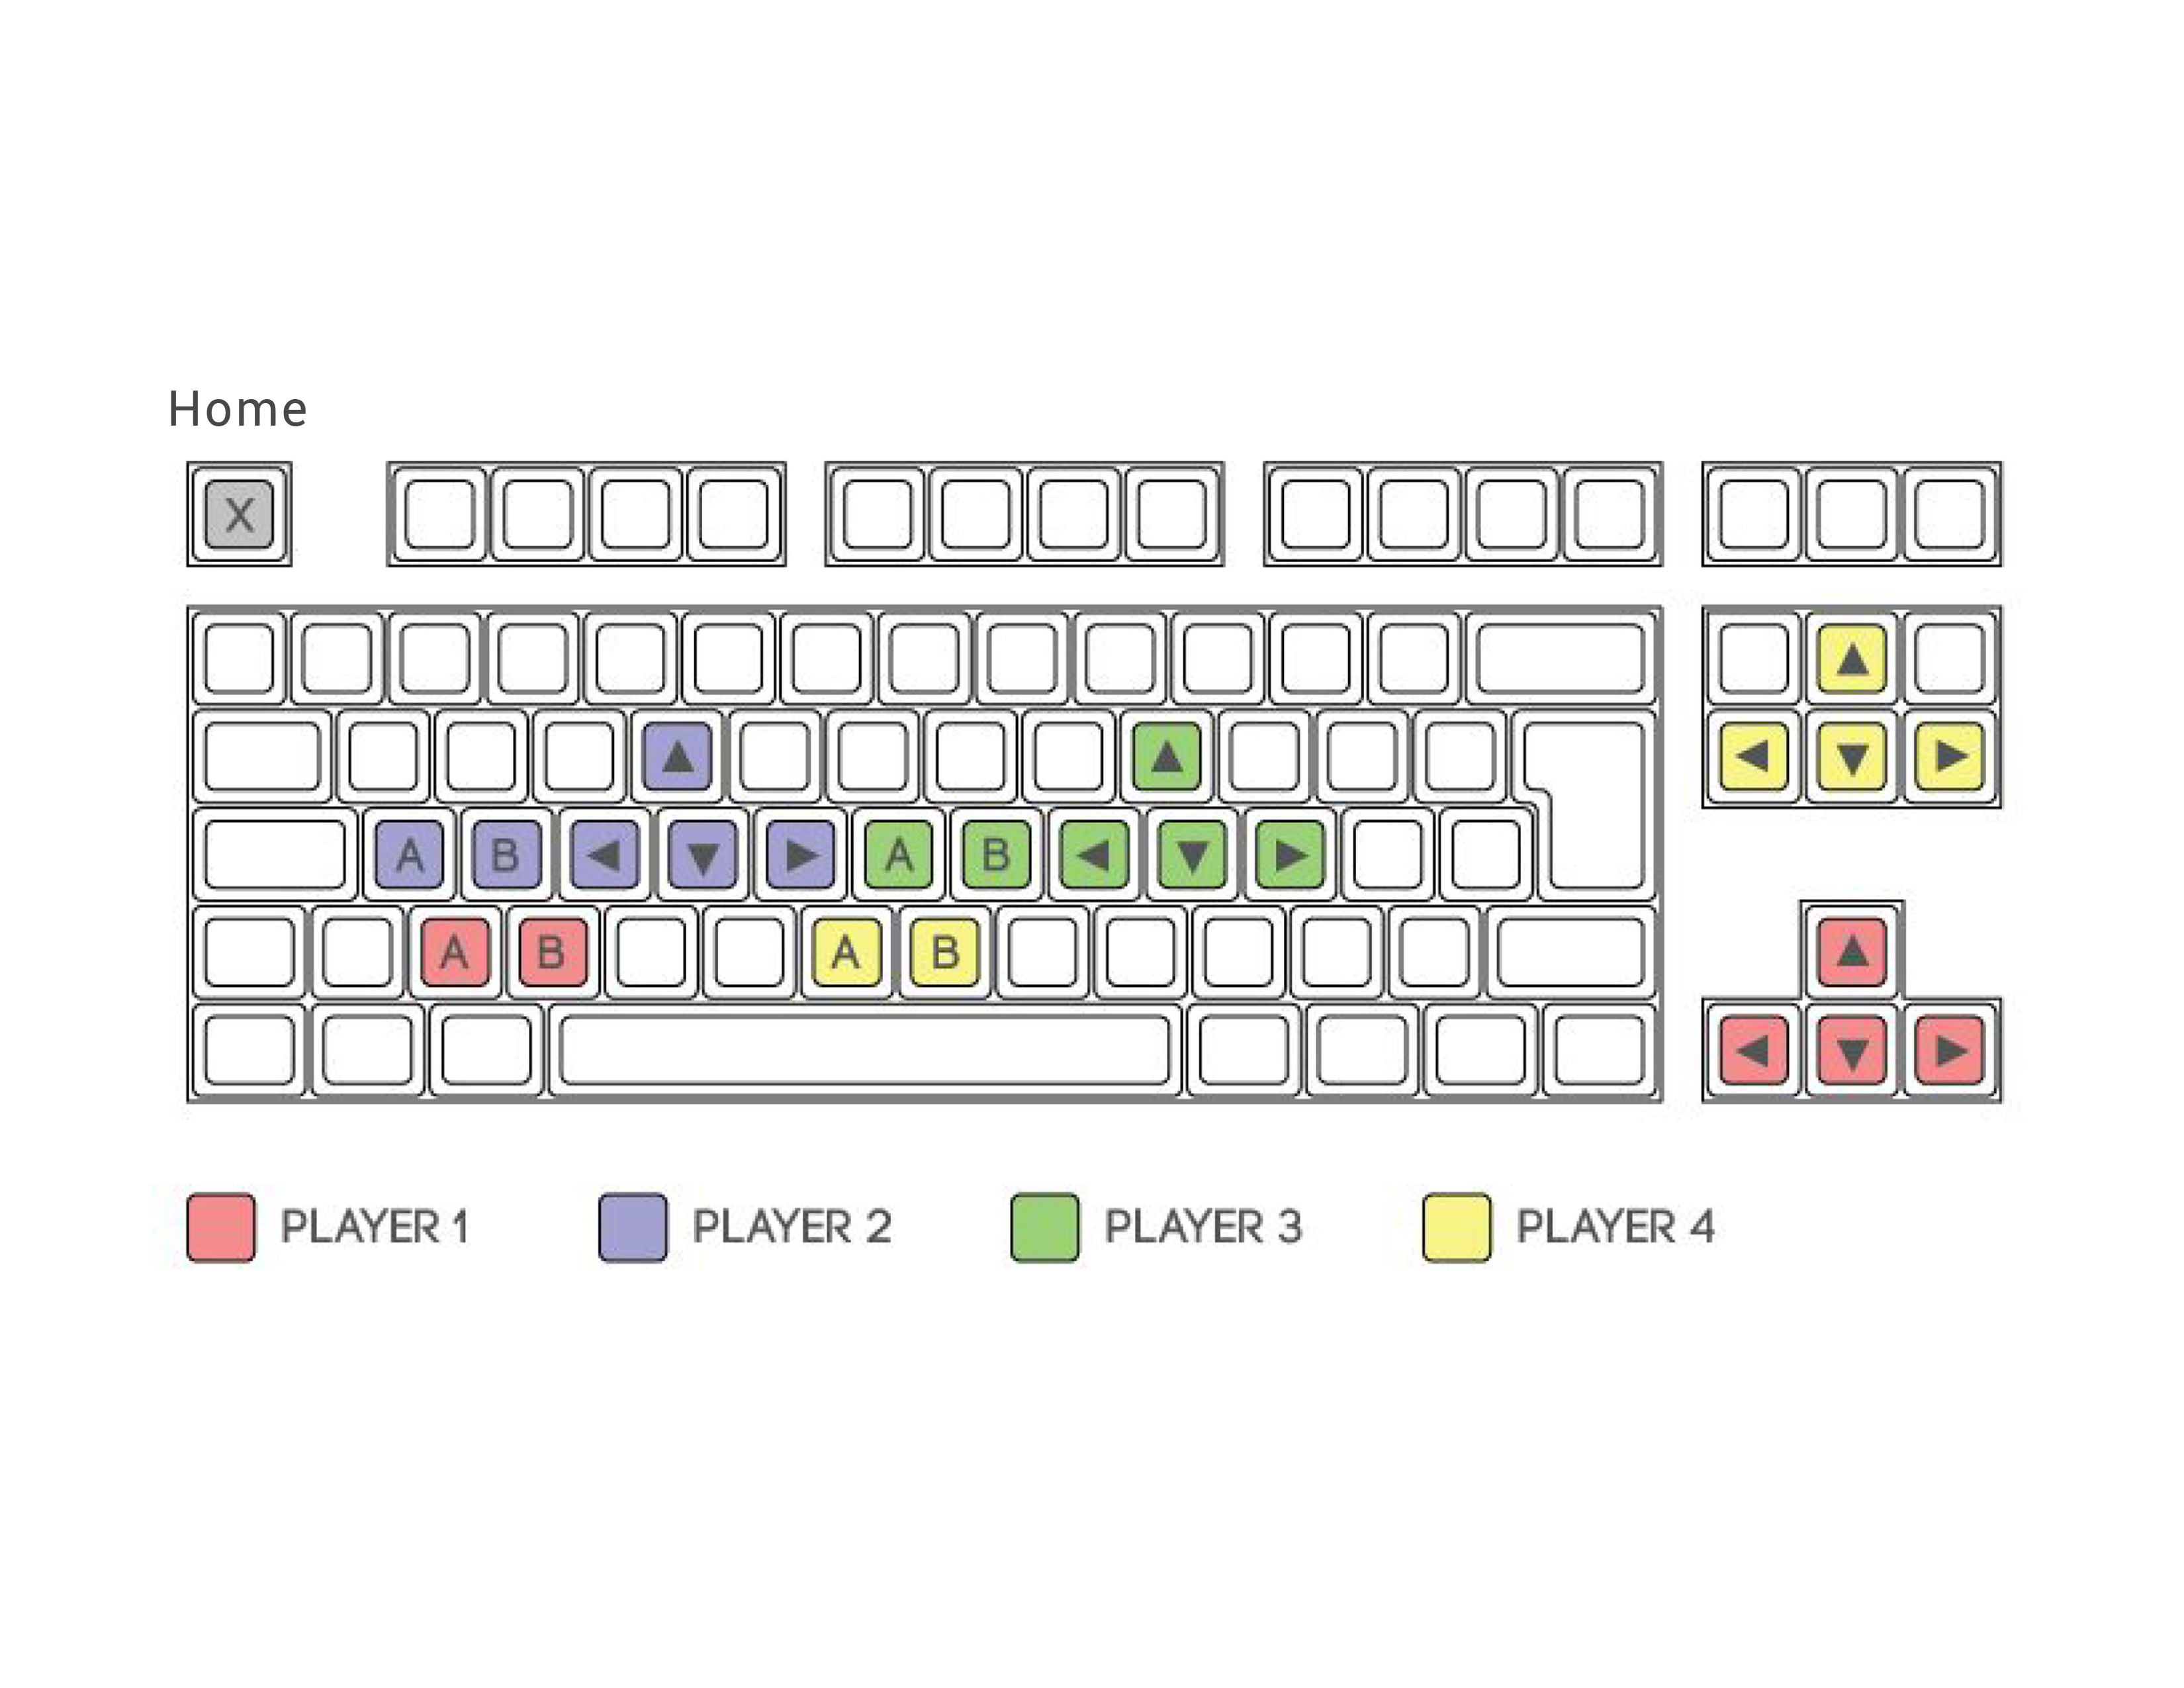 Home
X
▲
▲ ▲
◀ ▼ ▶
A B ◀ ▼ ▶ A B ◀ ▼ ▶
A B A B
▲
◀ ▼ ▶
PLAYER 1 PLAYER 2 PLAYER 3 PLAYER 4